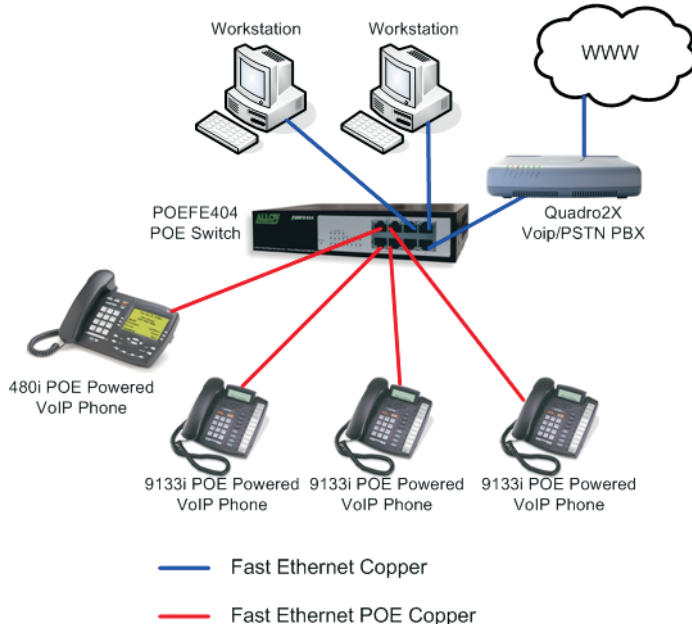 Workstation
Workstation
WWW
POEFE404
POE Switch
ALLOY
Quadro2X
Voip/PSTN PBX
480i POE Powered
VoIP Phone
9133i POE Powered
VoIP Phone
9133i POE Powered
VoIP Phone
9133i POE Powered
VoIP Phone
Fast Ethernet Copper
Fast Ethernet POE Copper